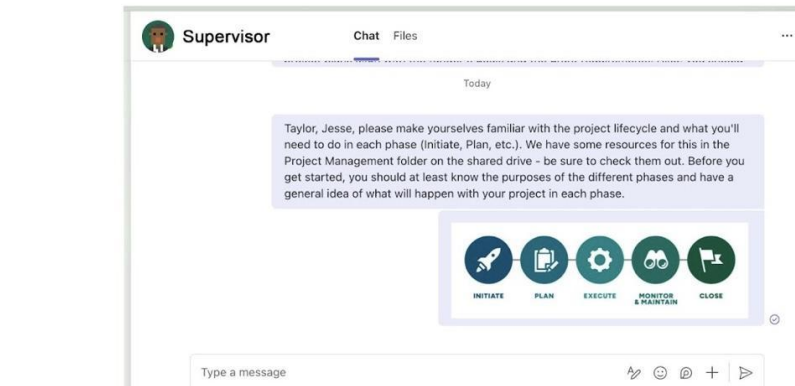 Supervisor
Chat Files
Today
Taylor, Jesse, please make yourselves familiar with the project lifecycle and what you'll
need to do in each phase (Initiate, Plan, etc.). We have some resources for this in the
Project Management folder on the shared drive - be sure to check them out. Before you
get started, you should at least know the purposes of the different phases and have a
general idea of what will happen with your project in each phase.
INITIATE
PLAN
EXECUTE
MONITOR
& MAINTAIN
CLOSE
Type a message